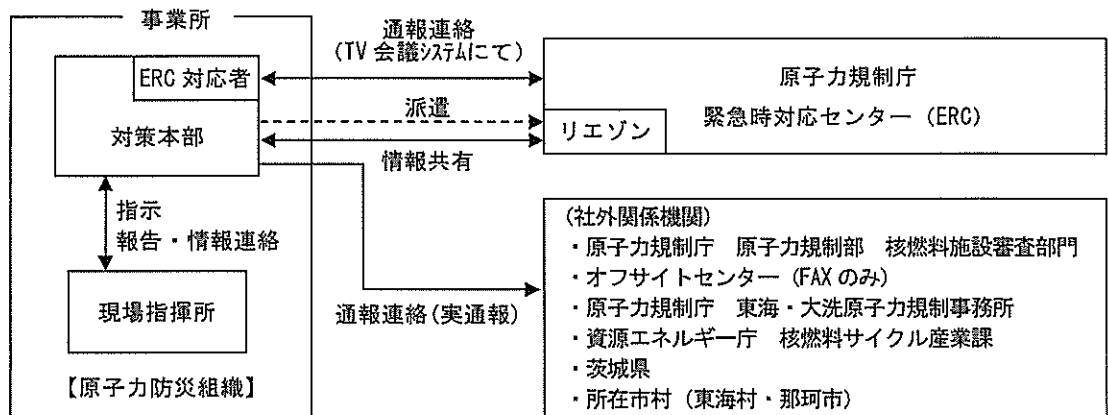 事業所
ERC 対応者
対策本部
指示
報告・情報連絡
現場指揮所
【原子力防災組織】
通報連絡
(TV 会議システムにて)
派遣
情報共有
通報連絡(実通報)
原子力規制庁
緊急時対応センター (ERC)
リエゾン
(社外関係機関)
・原子力規制庁 原子力規制部 核燃料施設審査部門
・オフサイトセンター (FAX のみ)
・原子力規制庁 東海・大洗原子力規制事務所
・資源エネルギー庁 核燃料サイクル産業課
・茨城県
・所在市村 (東海村・那珂市)